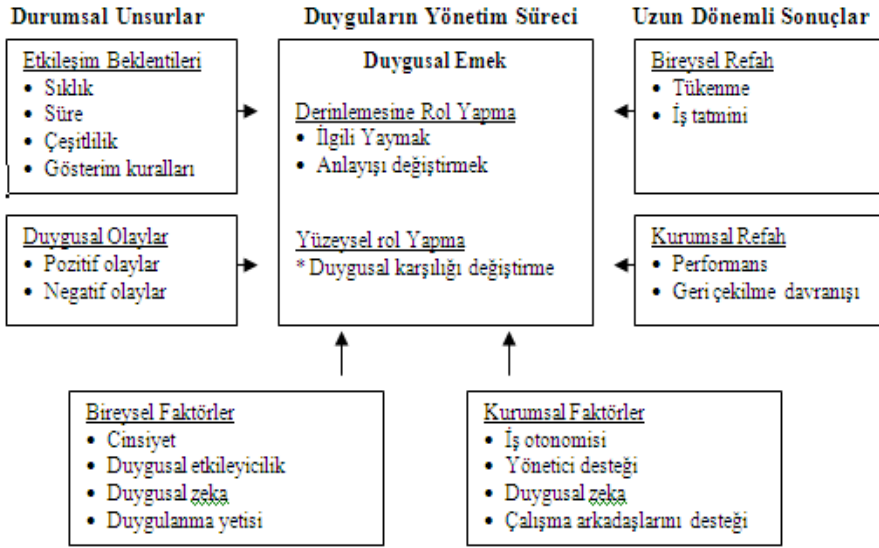 Durumsal Unsurlar
Duyguların Yönetim Süreci
Uzun Dönemli Sonuçlar
Etkileşim Beklentileri
• Sıklık
• Süre
• Çeşitlilik
• Gösterim kuralları
Duygusal Olaylar
• Pozitif olaylar
• Negatif olaylar
Duygusal Emek
Derinlemesine Rol Yapma
• İlgili Yaymak
• Anlayışı değiştirmek
Yüzeysel rol Yapma
* Duygusal karşılığı değiştirme
Bireysel Refah
• Tükenme
• İş tatmini
Kurumsal Refah
• Performans
• Geri çekilme davranışı
Bireysel Faktörler
• Cinsiyet
• Duygusal etkileyicilik
• Duygusal zeka
• Duygulanma yetisi
Kurumsal Faktörler
• İş otonomisi
• Yönetici desteği
• Duygusal zeka
• Çalışma arkadaşlarını desteği